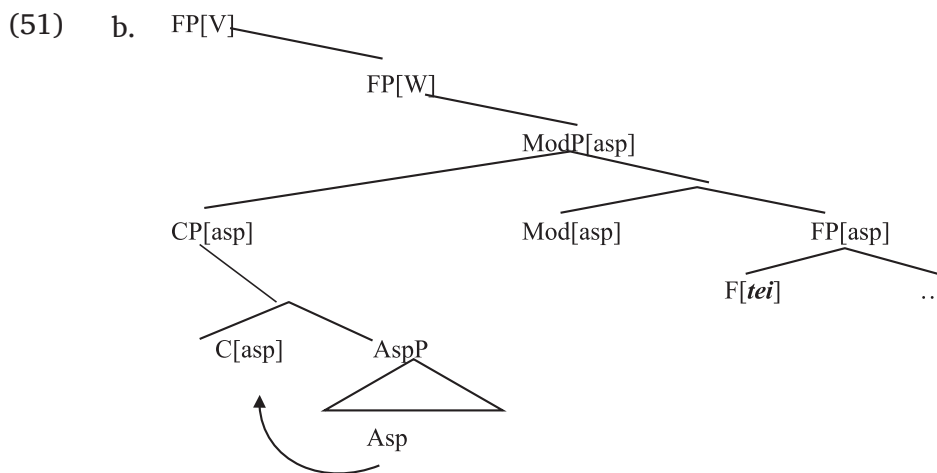 (51) b. FP[V]
FP[W]
ModP[asp]
CP[asp] Mod[asp] FP[asp]
F[tei] ..
C[asp] AspP
Asp